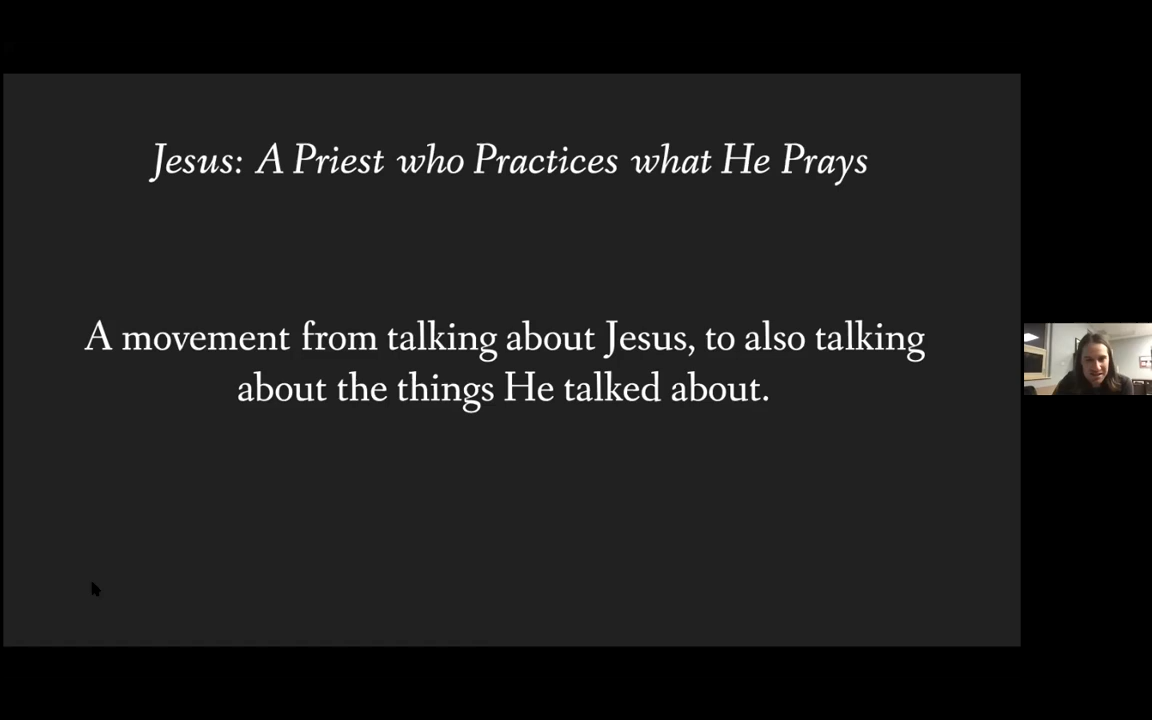 Jesus: A Priest who Practices what He Prays
A movement from talking about Jesus, to also talking
about the things He talked about.